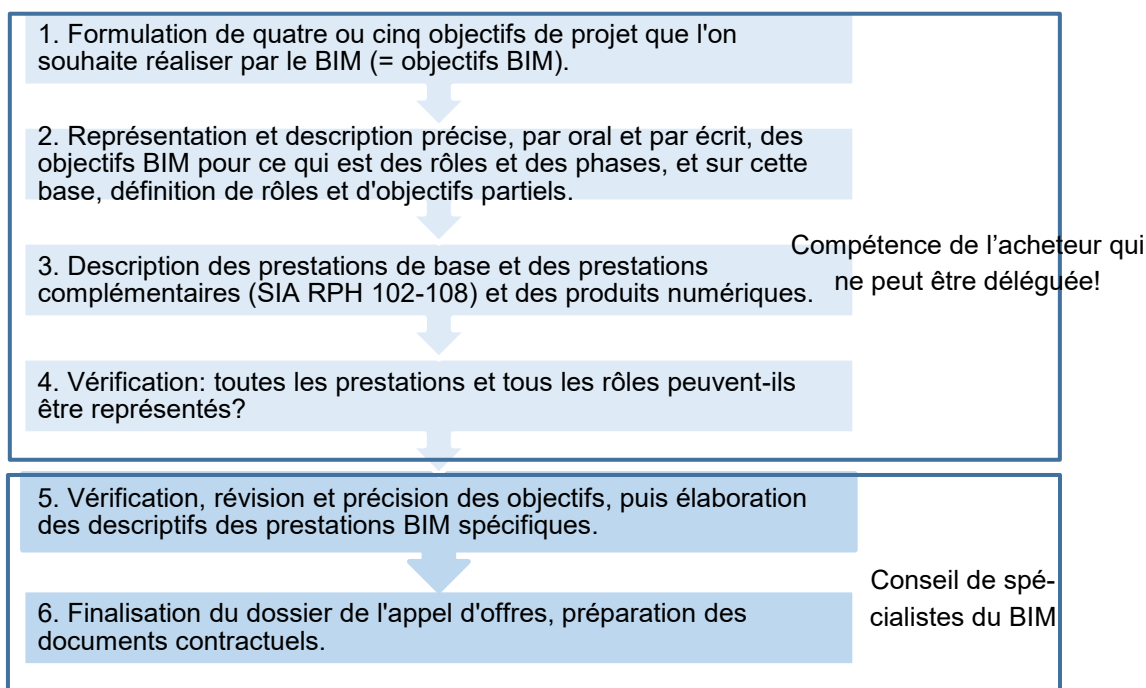 1. Formulation de quatre ou cinq objectifs de projet que l'on
souhaite réaliser par le BIM (= objectifs BIM).
2. Représentation et description précise, par oral et par écrit, des
objectifs BIM pour ce qui est des rôles et des phases, et sur cette
base, définition de rôles et d'objectifs partiels.
3. Description des prestations de base et des prestations
complémentaires (SIA RPH 102-108) et des produits numériques.
Compétence de l’acheteur qui
ne peut être déléguée!
4. Vérification: toutes les prestations et tous les rôles peuvent-ils
être représentés?
5. Vérification, révision et précision des objectifs, puis élaboration
des descriptifs des prestations BIM spécifiques.
6. Finalisation du dossier de l'appel d'offres, préparation des
documents contractuels.
Conseil de spé-
cialistes du BIM